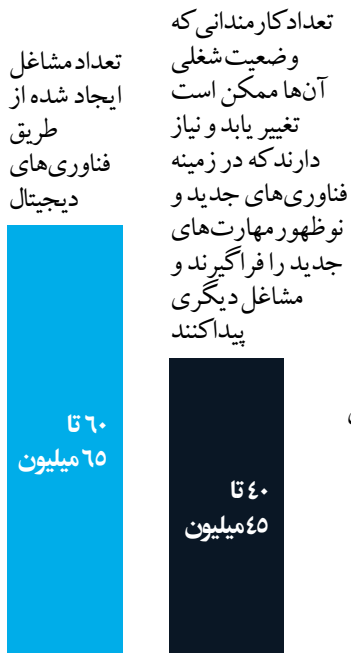 تعداد کارمندانی که
وضعیت شغلی
آن‌ها ممکن است
تغییر یابد و نیاز
دارند که در زمینه
فناوری‌های جدید و
نوظهور مهارت‌های
جدید را فراگیرند و
مشاغل دیگری
پیدا کنند
۴۰ تا
۴۵ میلیون
تعداد مشاغل
ایجاد شده از
طریق
فناوری‌های
دیجیتال
۶۰ تا
۶۵ میلیون